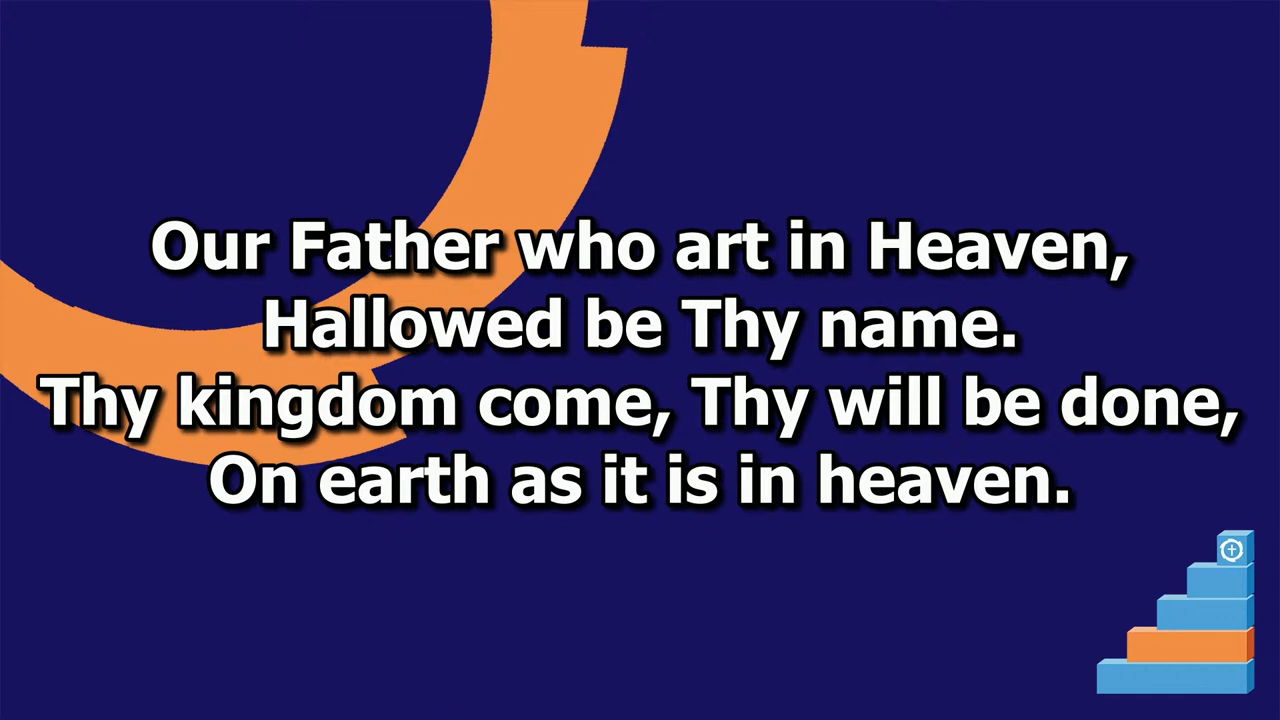 Our Father who art in Heaven,
Hallowed be Thy name.
Thy kingdom come, Thy will be done,
On earth as it is in heaven.